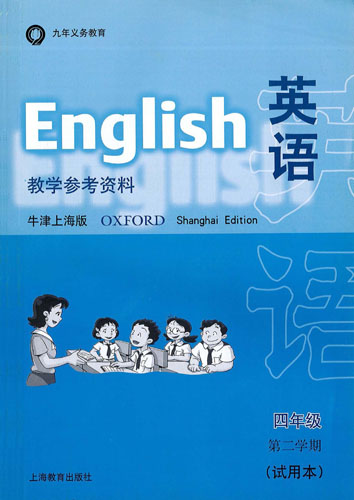 九年义务教育
English
英语
教学参考资料
牛津上海版 OXFORD Shanghai Edition
四年级
第二学期
(试用本)
上海教育出版社